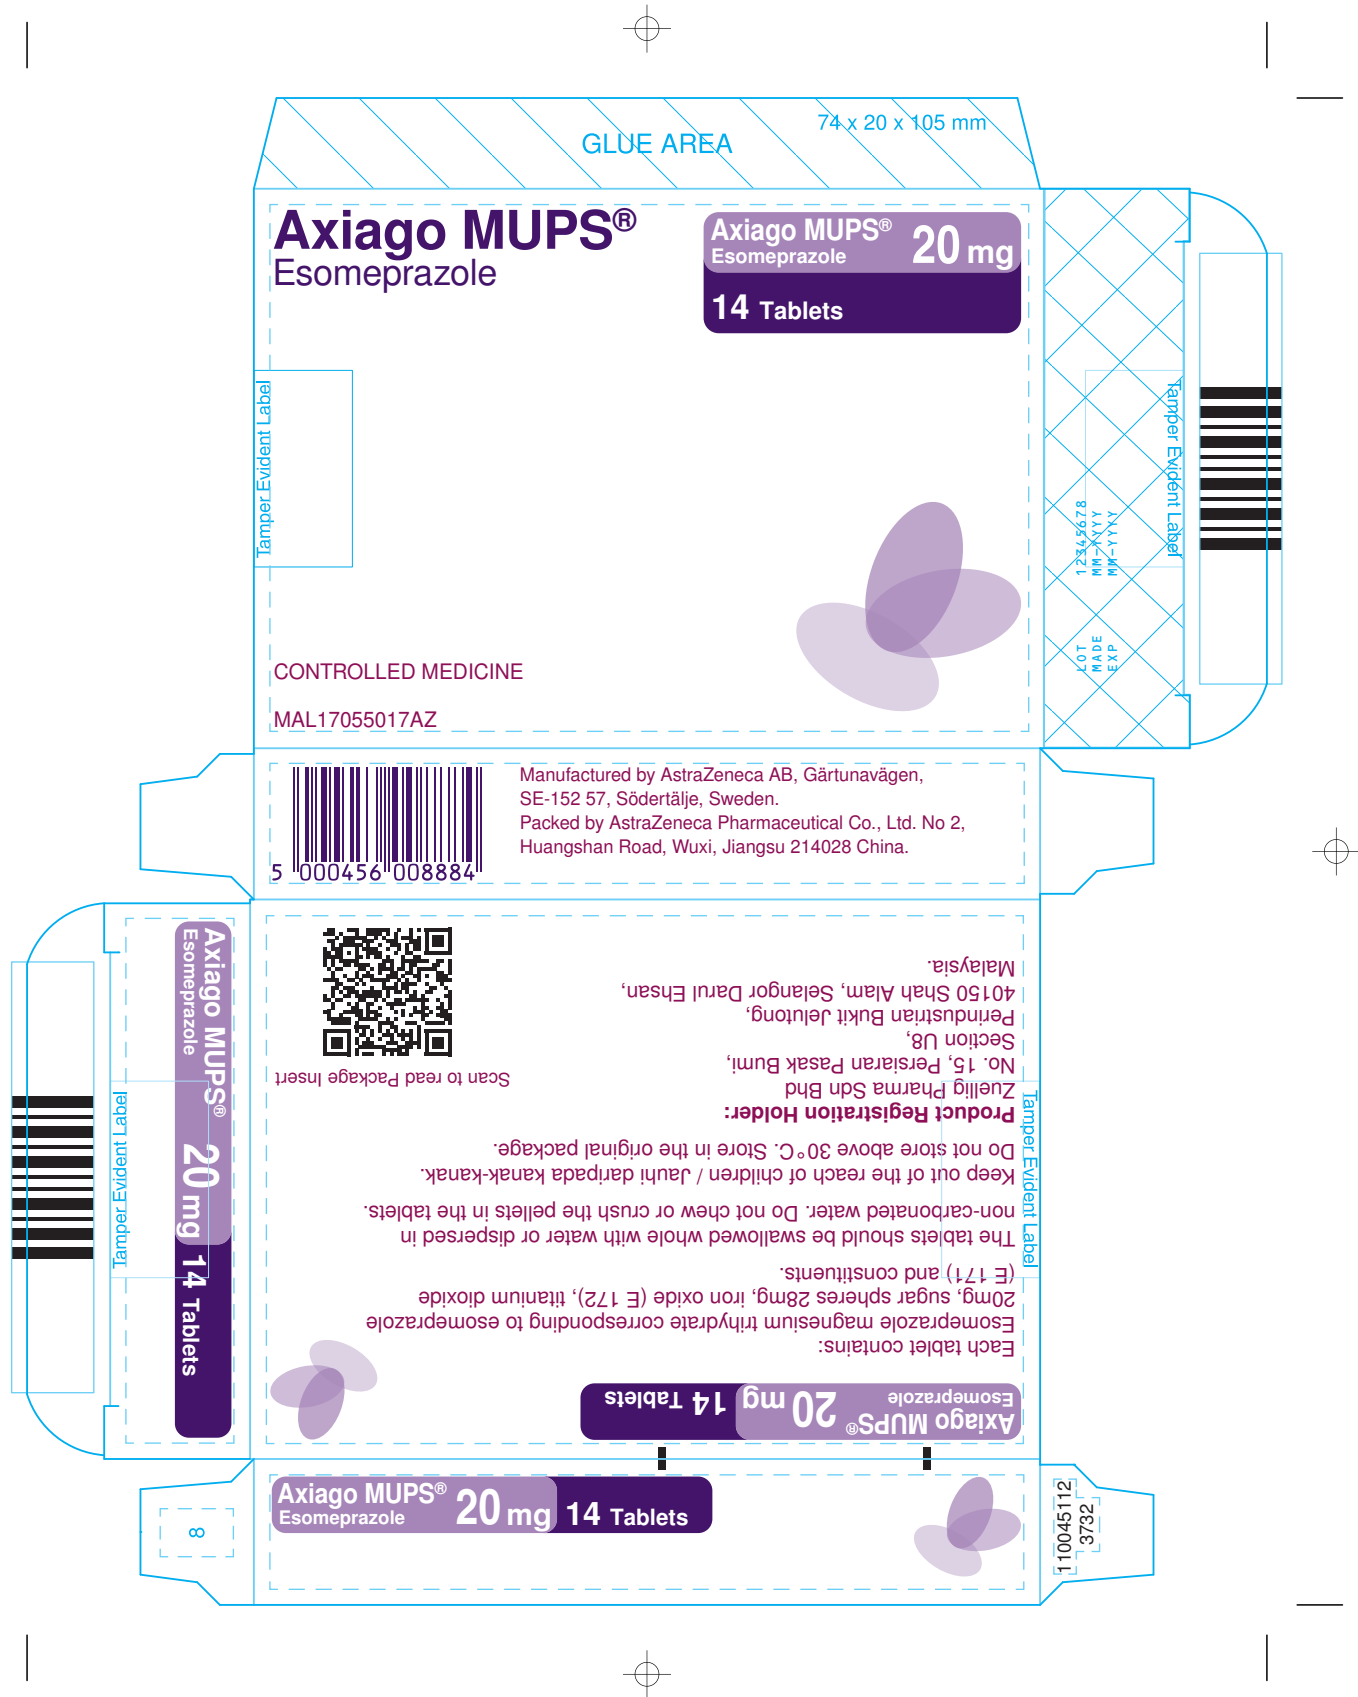 74 x 20 x 105 mm
GLUE AREA
Axiago MUPS®
Esomeprazole
Axiago MUPS®
Esomeprazole
20 mg
14 Tablets
Tamper Evident Label
Tamper Evident Label
LOT 12345678
MADE MM-YYYY
EXP MM-YYYY
CONTROLLED MEDICINE
MAL17055017AZ
5 000456 008884
Manufactured by AstraZeneca AB, Gärtunavägen,
SE-152 57, Södertälje, Sweden.
Packed by AstraZeneca Pharmaceutical Co., Ltd. No 2,
Huangshan Road, Wuxi, Jiangsu 214028 China.
Axiago MUPS®
Esomeprazole
20 mg
14 Tablets
Tamper Evident Label
Axiago MUPS®
Esomeprazole
20 mg
14 Tablets
Each tablet contains:
Esomeprazole magnesium trihydrate corresponding to esomeprazole
20mg, sugar spheres 28mg, iron oxide (E 172), titanium dioxide
(E 171) and constituents.
The tablets should be swallowed whole with water or dispersed in
non-carbonated water. Do not chew or crush the pellets in the tablets.
Keep out of the reach of children / Jauhi daripada kanak-kanak.
Do not store above 30°C. Store in the original package.
Product Registration Holder:
Zuellig Pharma Sdn Bhd
No. 15, Persiaran Pasak Bumi,
Section U8,
Perindustrian Bukit Jelutong,
40150 Shah Alam, Selangor Darul Ehsan,
Malaysia.
Scan to read Package Insert
Tamper Evident Label
Axiago MUPS®
Esomeprazole
20 mg
14 Tablets
8
110045112
3732